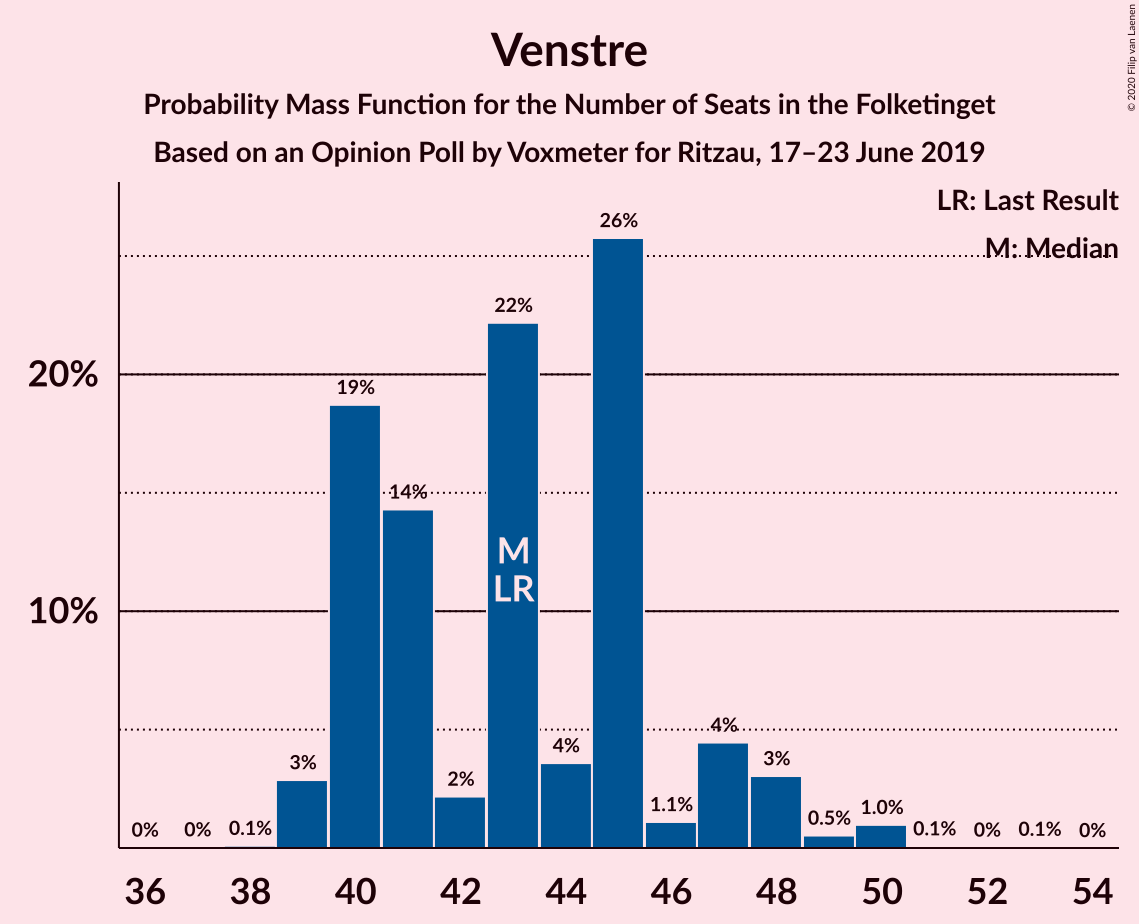 Venstre
Probability Mass Function for the Number of Seats in the Folketinget
Based on an Opinion Poll by Voxmeter for Ritzau, 17–23 June 2019
© 2020 Filip van Laenen
LR: Last Result
M: Median
26%
22%
20%
19%
14%
M
LR
10%
4%
4%
3%
3%
2%
1.1%
1.0%
0.5%
0%
0%
0.1%
0.1%
0%
0.1%
0%
36 38 40 42 44 46 48 50 52 54